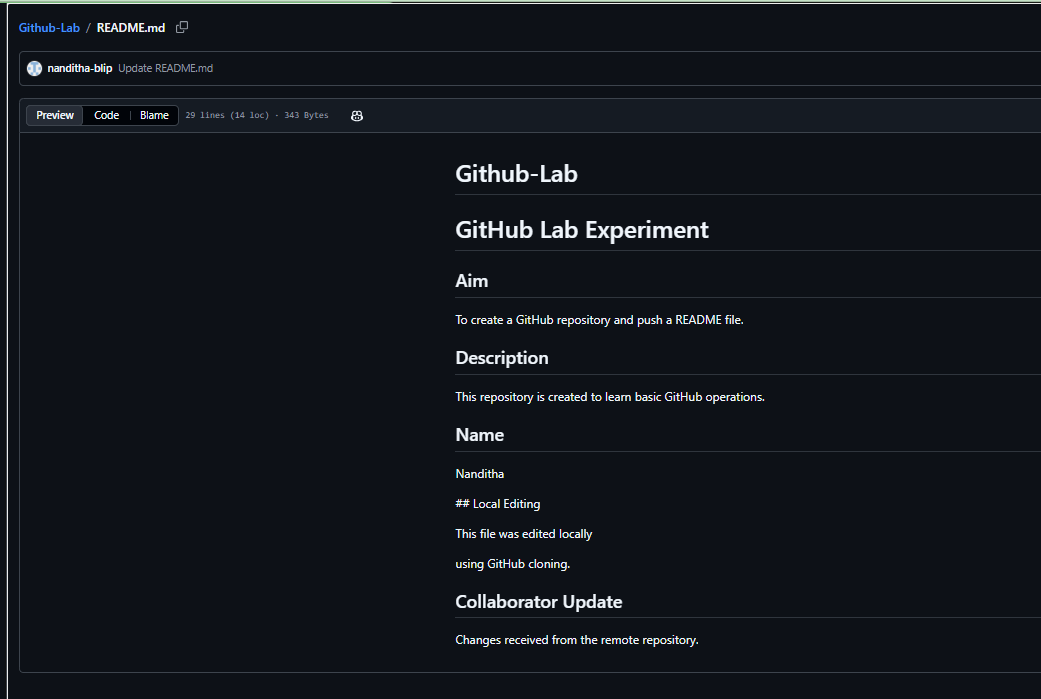 Github-Lab / README.md
nanditha-blip Update README.md
Preview Code Blame 29 lines (14 loc) · 343 Bytes
Github-Lab
GitHub Lab Experiment
Aim
To create a GitHub repository and push a README file.
Description
This repository is created to learn basic GitHub operations.
Name
Nanditha
## Local Editing
This file was edited locally
using GitHub cloning.
Collaborator Update
Changes received from the remote repository.